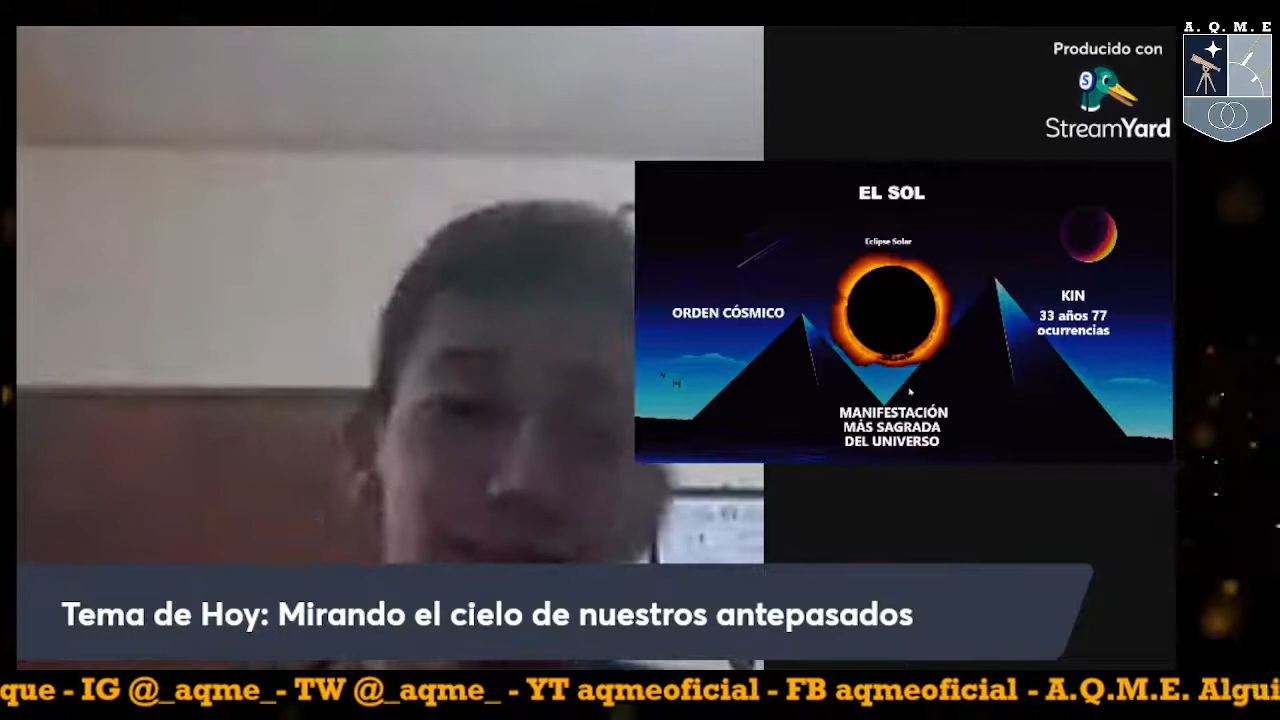 A. Q. M. E
Producido con
S
StreamYard
EL SOL
Eclipse Solar
ORDEN CÓSMICO
KIN
33 años 77
ocurrencias
MANIFESTACIÓN
MÁS SAGRADA
DEL UNIVERSO
Tema de Hoy: Mirando el cielo de nuestros antepasados
que - IG @_aqme_- TW @_aqme_ - YT aqmeoficial - FB aqmeoficial - A.Q.M.E. Algui